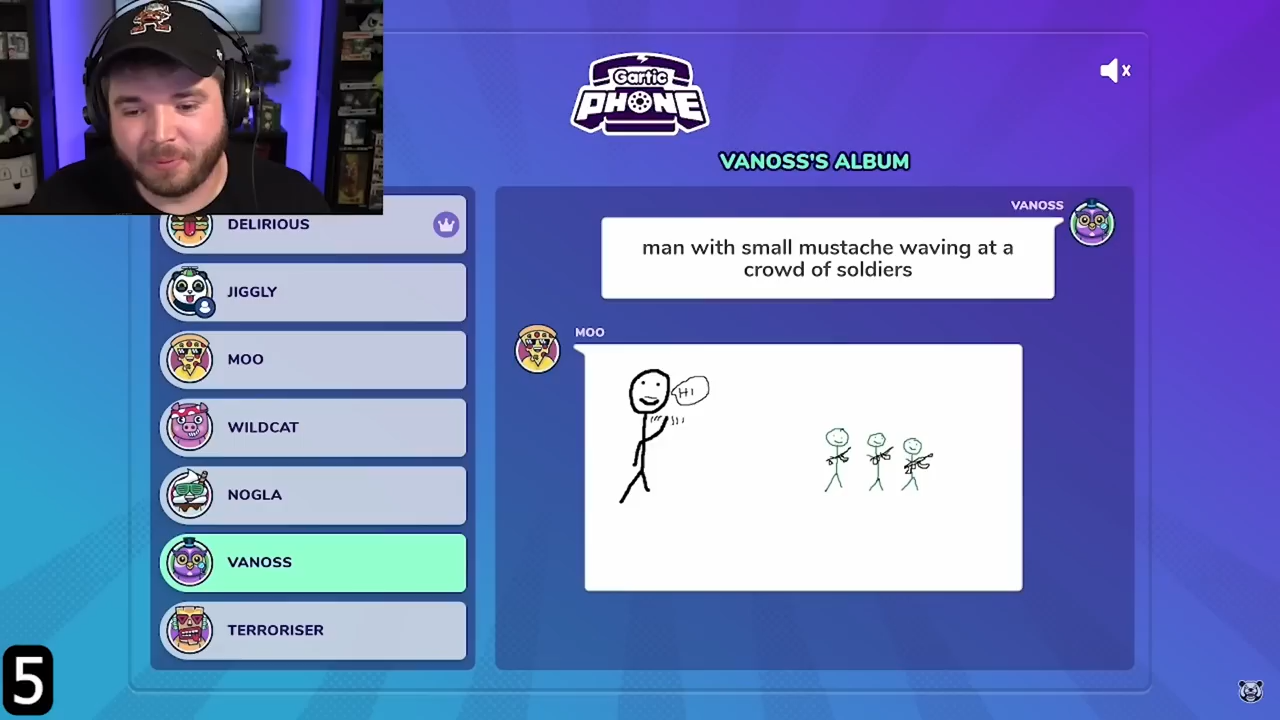 Gartic
PHONE
VANOSS'S ALBUM
DELIRIOUS
JIGGLY
MOO
WILDCAT
NOGLA
VANOSS
TERRORISER
VANOSS
man with small mustache waving at a
crowd of soldiers
MOO
HI
5